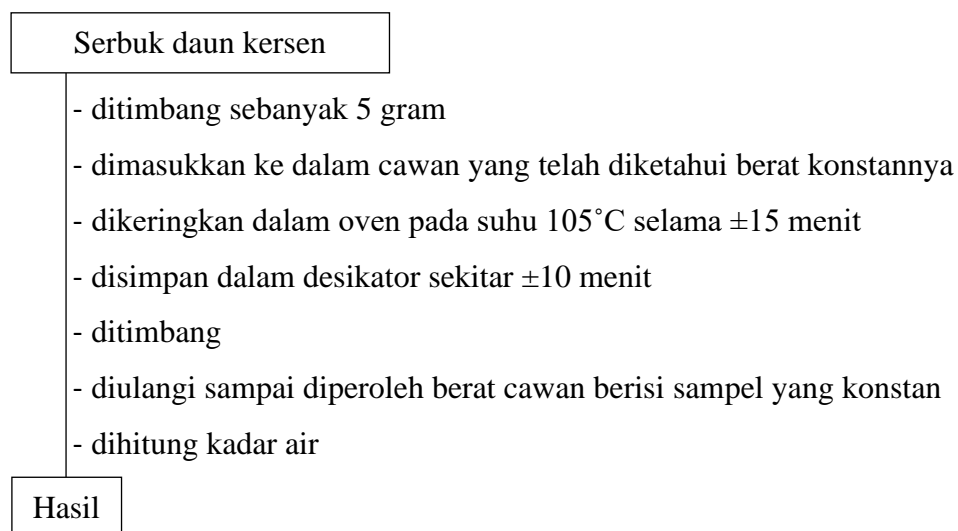 Serbuk daun kersen
- ditimbang sebanyak 5 gram
- dimasukkan ke dalam cawan yang telah diketahui berat konstannya
- dikeringkan dalam oven pada suhu 105˚C selama ±15 menit
- disimpan dalam desikator sekitar ±10 menit
- ditimbang
- diulangi sampai diperoleh berat cawan berisi sampel yang konstan
- dihitung kadar air
Hasil